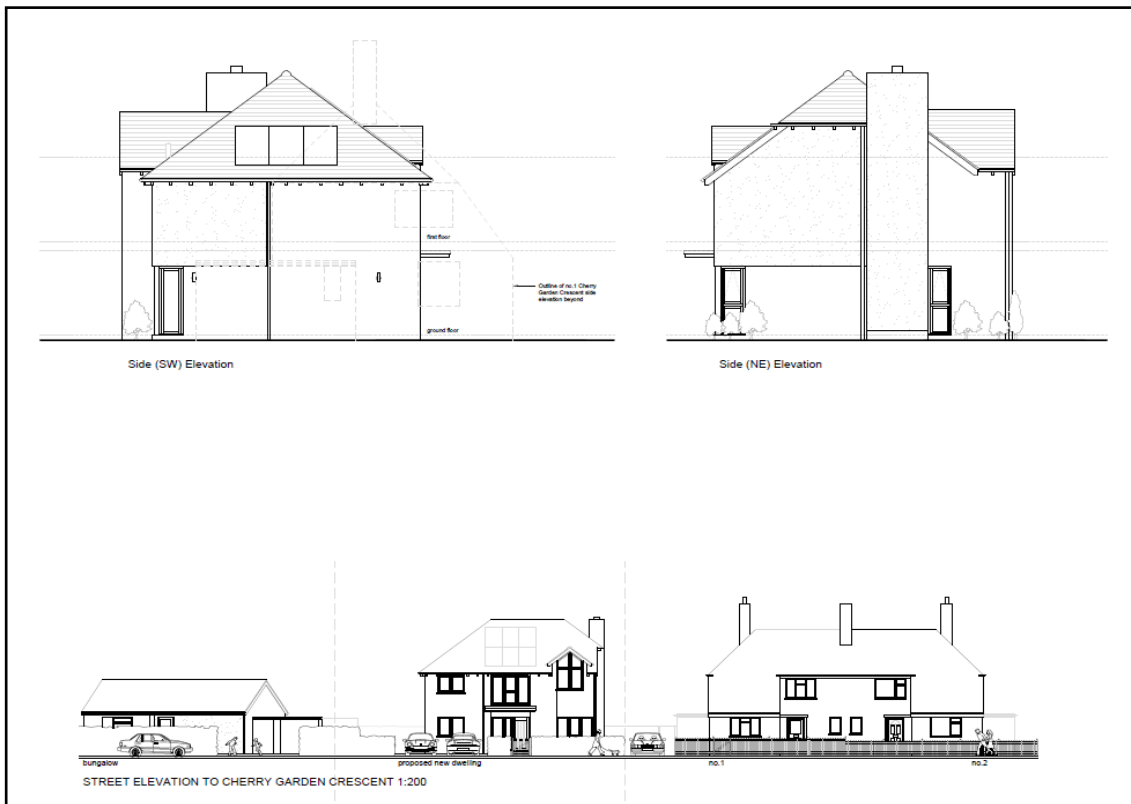 first floor
Outline of no.1 Cherry
Garden Crescent side
elevation beyond
ground floor
Side (SW) Elevation
Side (NE) Elevation
bungalow
proposed new dwelling
no.1
no.2
STREET ELEVATION TO CHERRY GARDEN CRESCENT 1:200